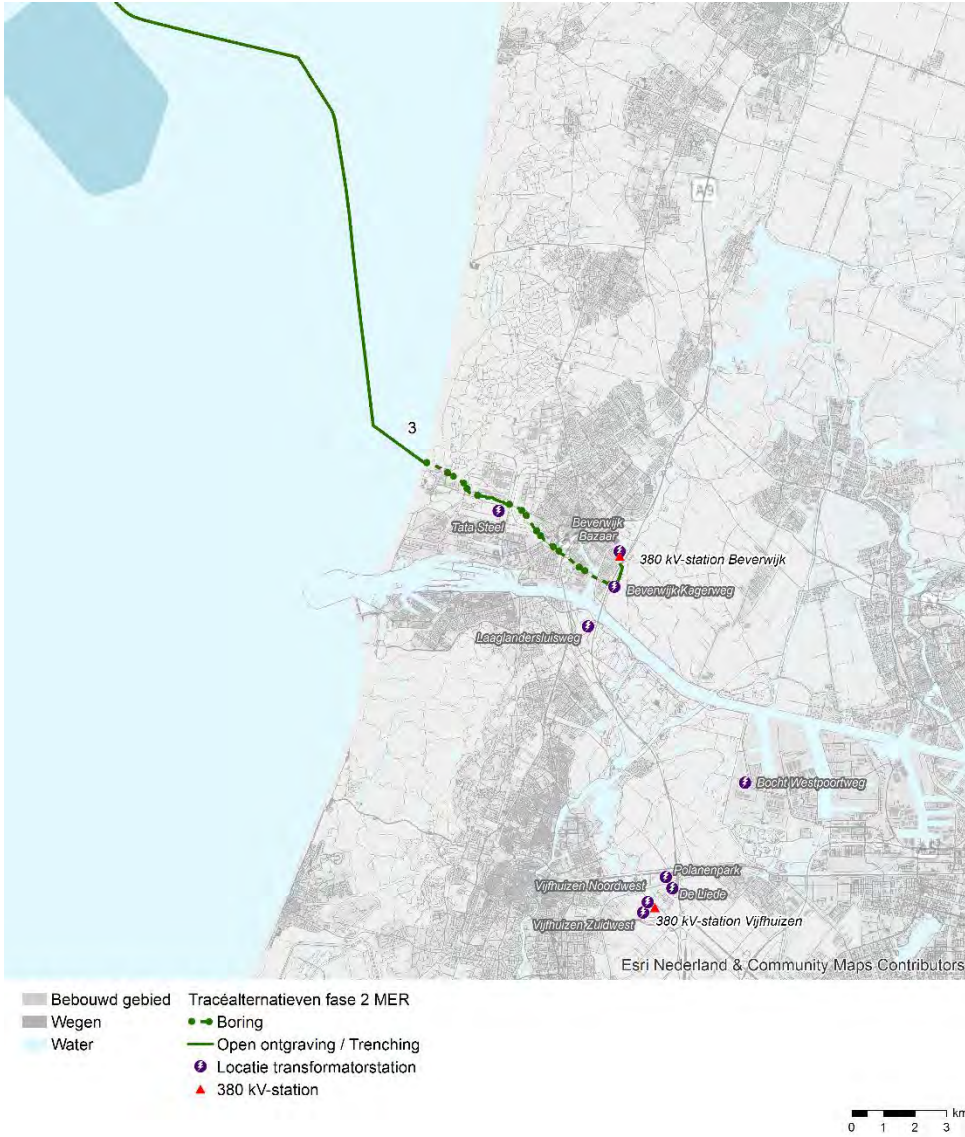 A9
3
Tata Steel
Beverwijk
Bazaar
380 kV-station Beverwijk
Beverwijk Kagerweg
Laaglandersluisweg
Bocht Westpoortweg
Polanenpark
Vijfhuizen Noordwest
De Liede
Vijfhuizen Zuidwest
380 kV-station Vijfhuizen
Esri Nederland & Community Maps Contributors
Bebouwd gebied
Wegen
Water
Tracéalternatieven fase 2 MER
Boring
Open ontgraving / Trenching
Locatie transformatorstation
380 kV-station
km
0 1 2 3